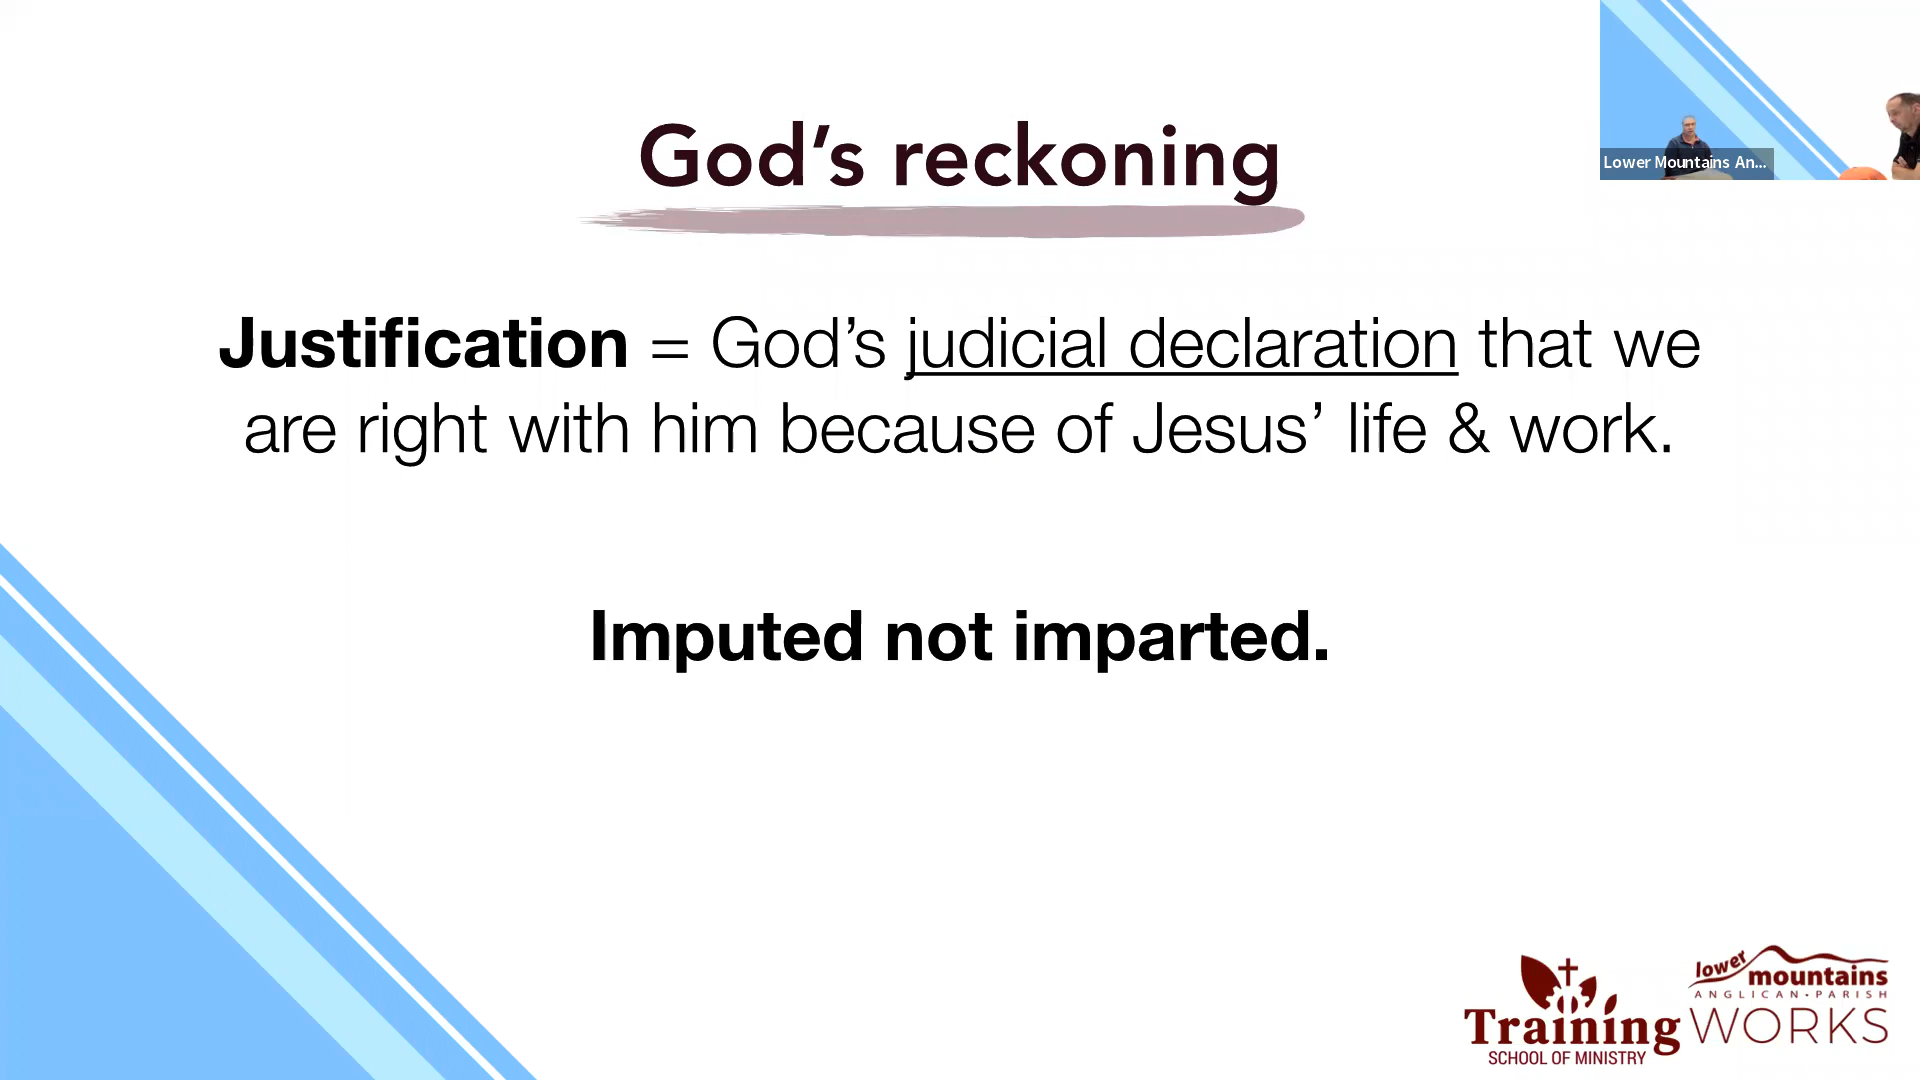 God’s reckoning
Lower Mountains An...
Justification = God’s judicial declaration that we
are right with him because of Jesus’ life & work.
Imputed not imparted.
lower
mountains
ANGLICAN•PARISH
Training WORKS
SCHOOL OF MINISTRY